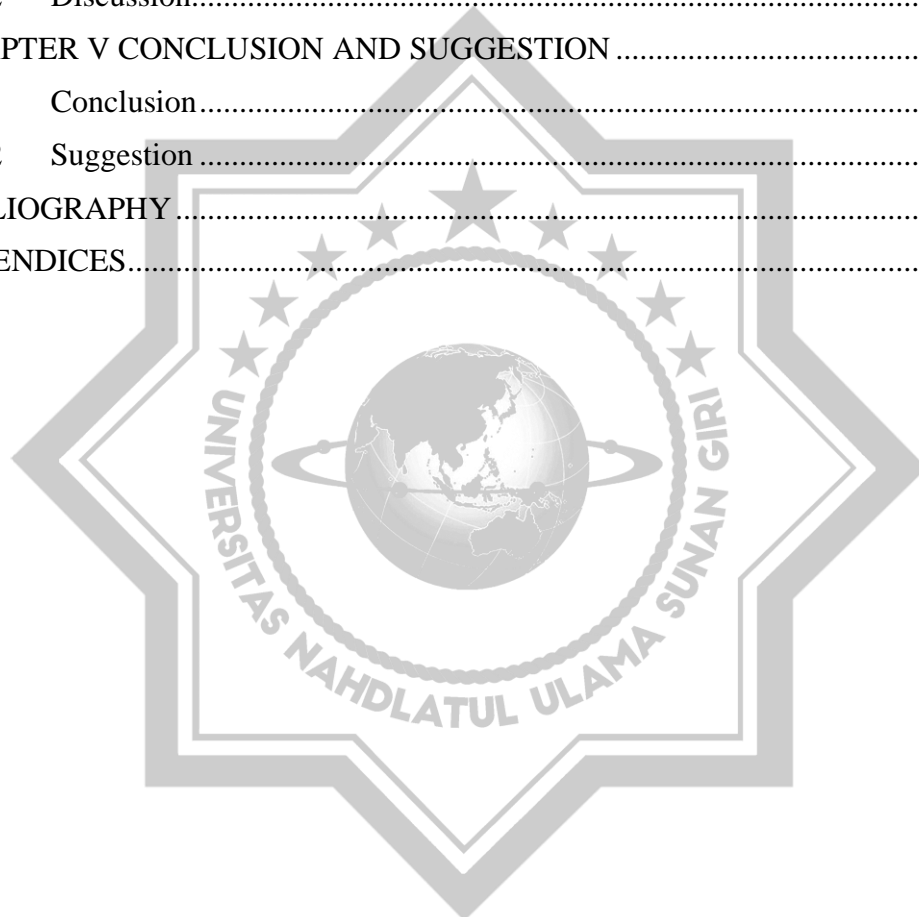 Discussion........................................................................................................
PTER V CONCLUSION AND SUGGESTION ......................................
Conclusion..........................................................................................
Suggestion ..........................................................................................
LIOGRAPHY .............................................................................................
ENDICES...................................................................................................
UNIVERSITAS NAHDLATUL ULAMA SUNAN GIRI